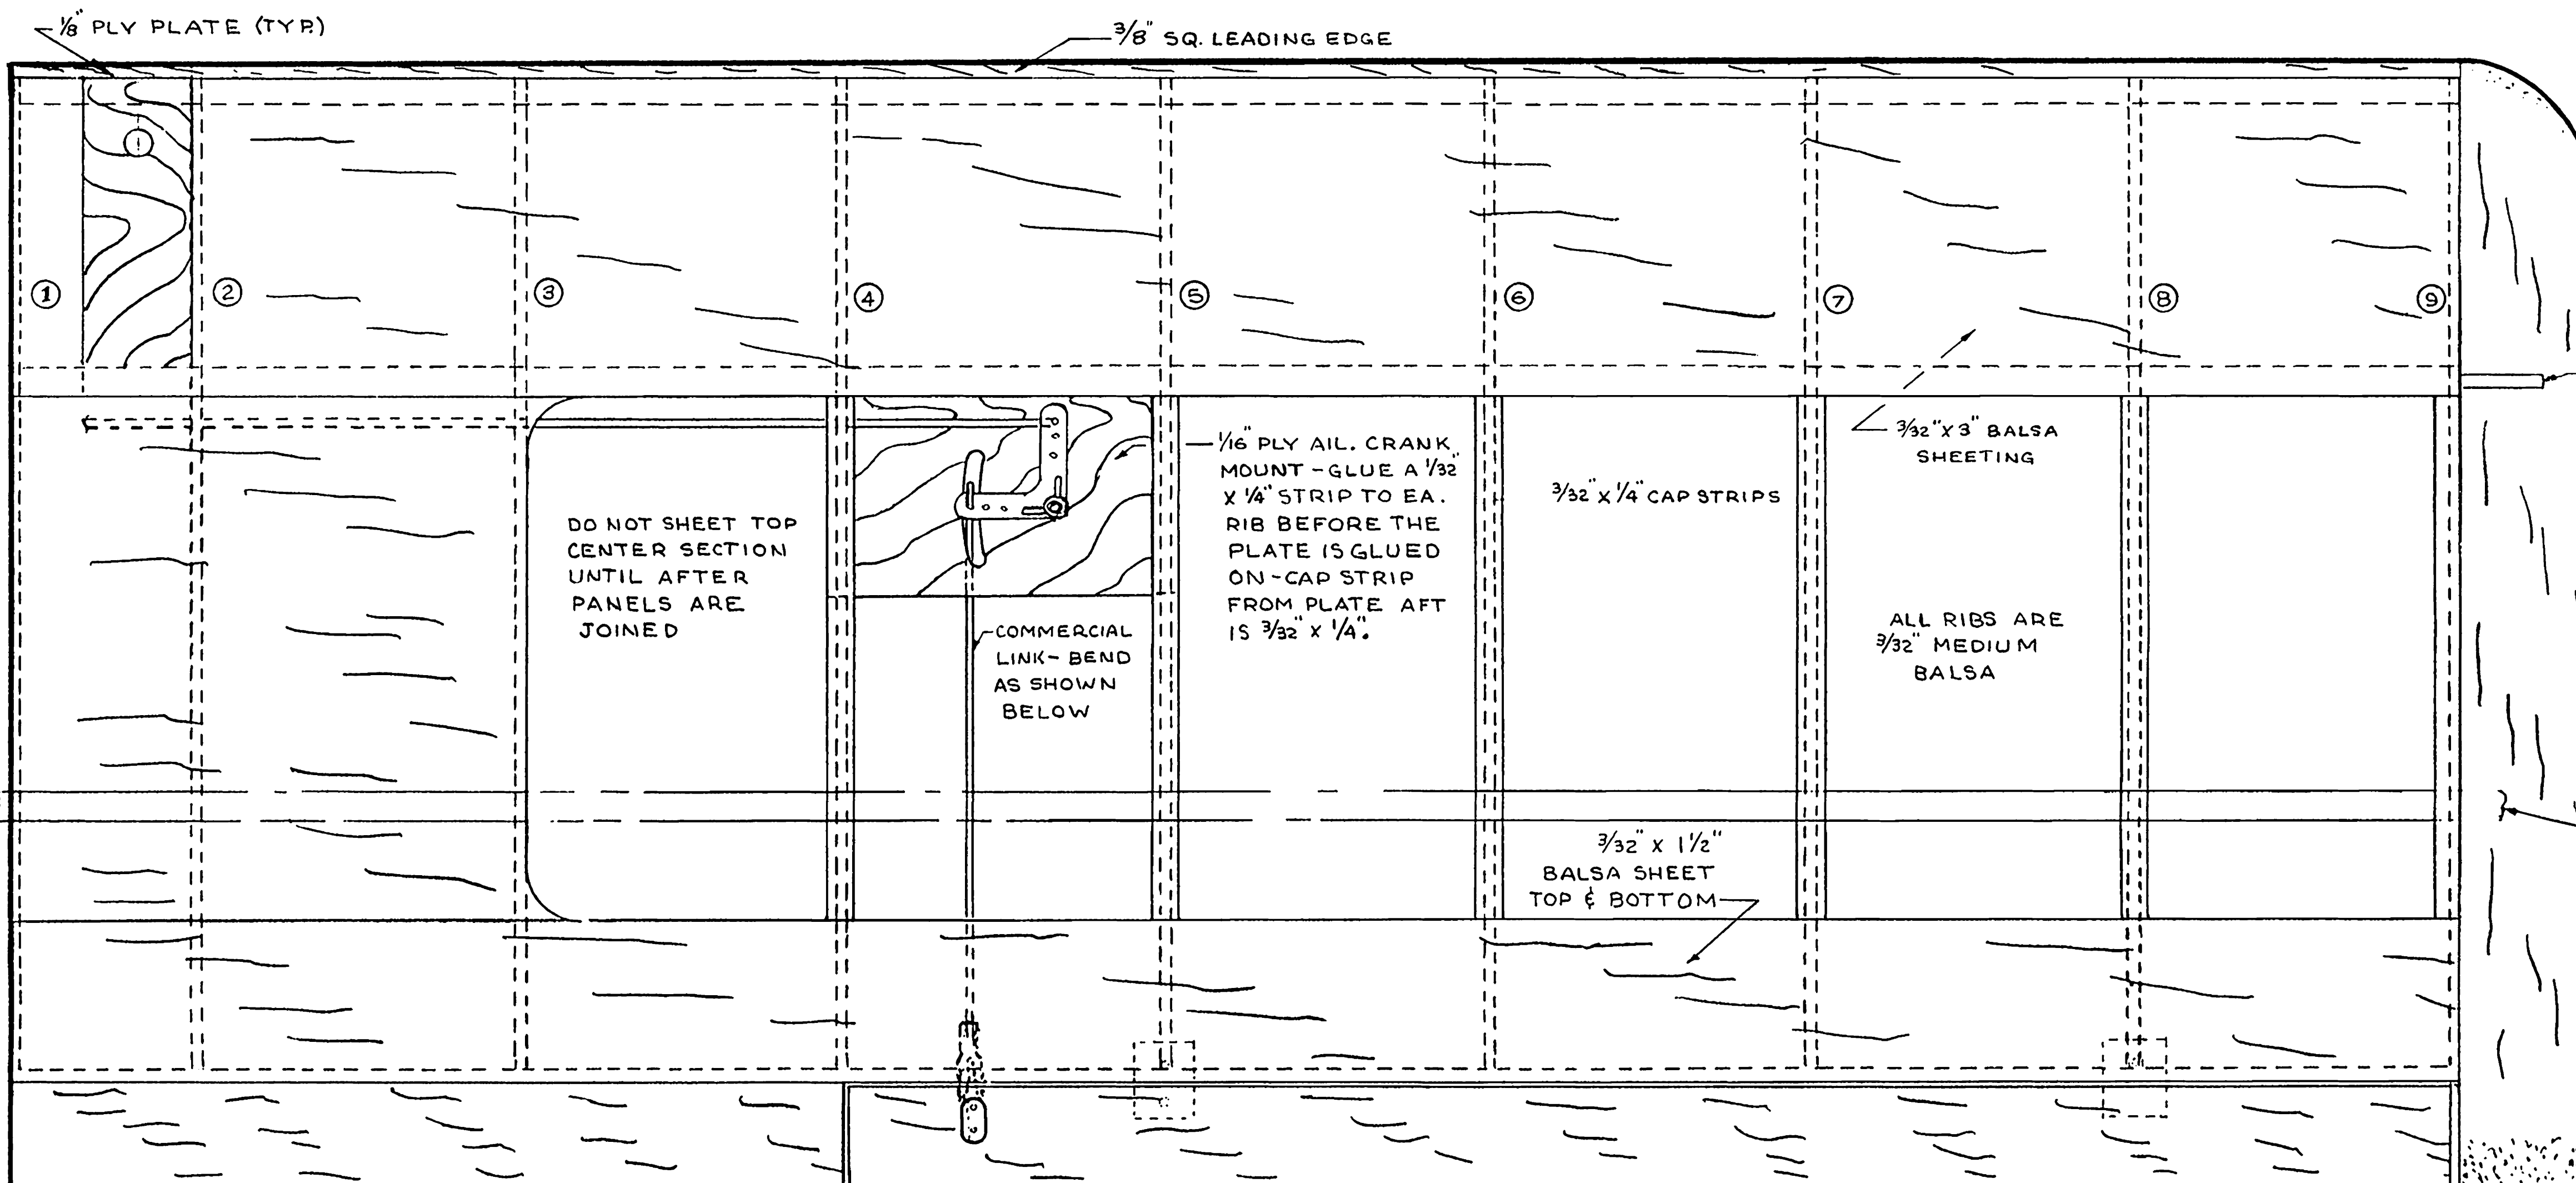 1/8" PLY PLATE (TYP.)
3/8" SQ. LEADING EDGE
1
2
3
4
5
6
7
8
9
DO NOT SHEET TOP
CENTER SECTION
UNTIL AFTER
PANELS ARE
JOINED
COMMERCIAL
LINK-BEND
AS SHOWN
BELOW
1/16" PLY AIL. CRANK
MOUNT-GLUE A 1/32"
X 1/4" STRIP TO EA.
RIB BEFORE THE
PLATE IS GLUED
ON-CAP STRIP
FROM PLATE AFT
IS 3/32" X 1/4".
3/32" X 1/4" CAP STRIPS
3/32" X 3" BALSA
SHEETING
ALL RIBS ARE
3/32" MEDIUM
BALSA
3/32" X 1 1/2"
BALSA SHEET
TOP & BOTTOM